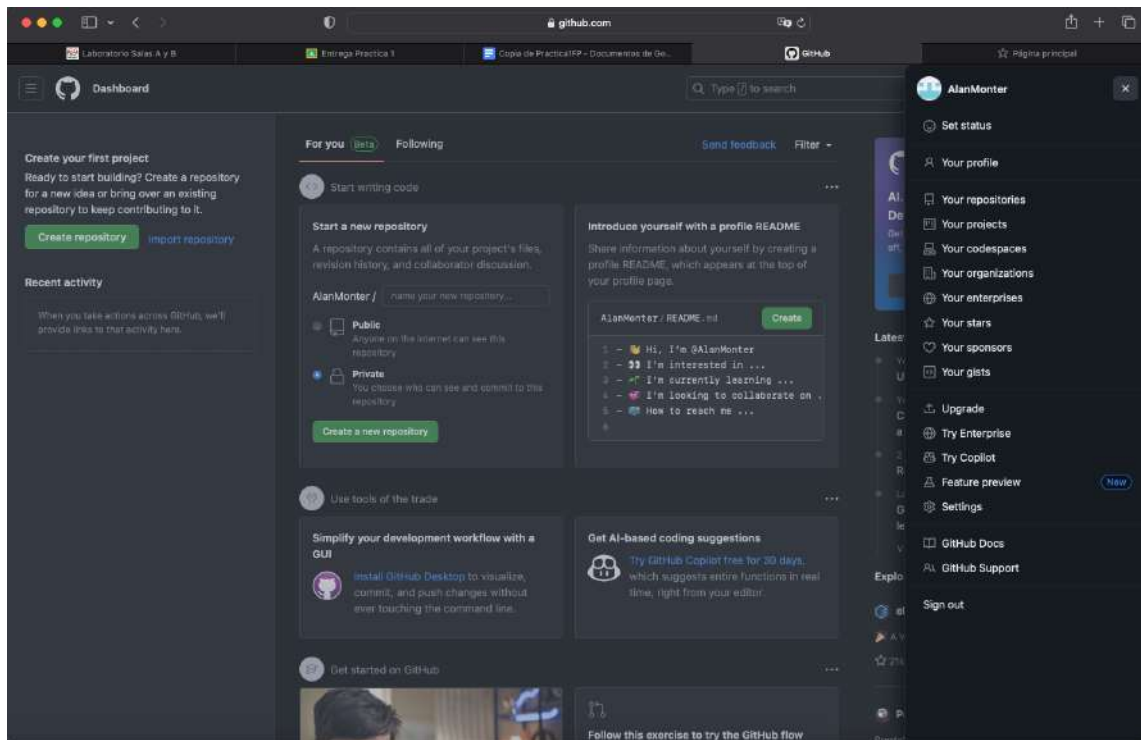 github.com
Laboratorio Salas A y B
Entrega Practica 1
Copia de Practica1FP - Documentos de Go...
GitHub
Página principal
Dashboard
Type / to search
AlanMonter
Set status
Your profile
Your repositories
Your projects
Your codespaces
Your organizations
Your enterprises
Your stars
Your sponsors
Your gists
Upgrade
Try Enterprise
Try Copilot
Feature preview
New
Settings
GitHub Docs
GitHub Support
Sign out
Create your first project
Ready to start building? Create a repository
for a new idea or bring over an existing
repository to keep contributing to it.
Create repository
Import repository
Recent activity
When you take actions across GitHub, we'll
provide links to that activity here.
For you Beta Following
Send feedback Filter
Start writing code
Start a new repository
A repository contains all of your project's files,
revision history, and collaborator discussion.
AlanMonter / name your new repository...
Public
Anyone on the internet can see this
repository
Private
You choose who can see and commit to this
repository
Create a new repository
Introduce yourself with a profile README
Share information about yourself by creating a
profile README, which appears at the top of
your profile page.
AlanMonter/README.md Create
1 - 👋 Hi, I'm @AlanMonter
2 - 👀 I'm interested in ...
3 - 🌱 I'm currently learning ...
4 - 💞️ I'm looking to collaborate on .
5 - 📫 How to reach me ...
6
Use tools of the trade
Simplify your development workflow with a
GUI
Install GitHub Desktop to visualize,
commit, and push changes without
ever touching the command line.
Get AI-based coding suggestions
Try GitHub Copilot free for 30 days,
which suggests entire functions in real
time, right from your editor.
Get started on GitHub
Follow this exercise to try the GitHub flow
AI.
De
Lates
Explo